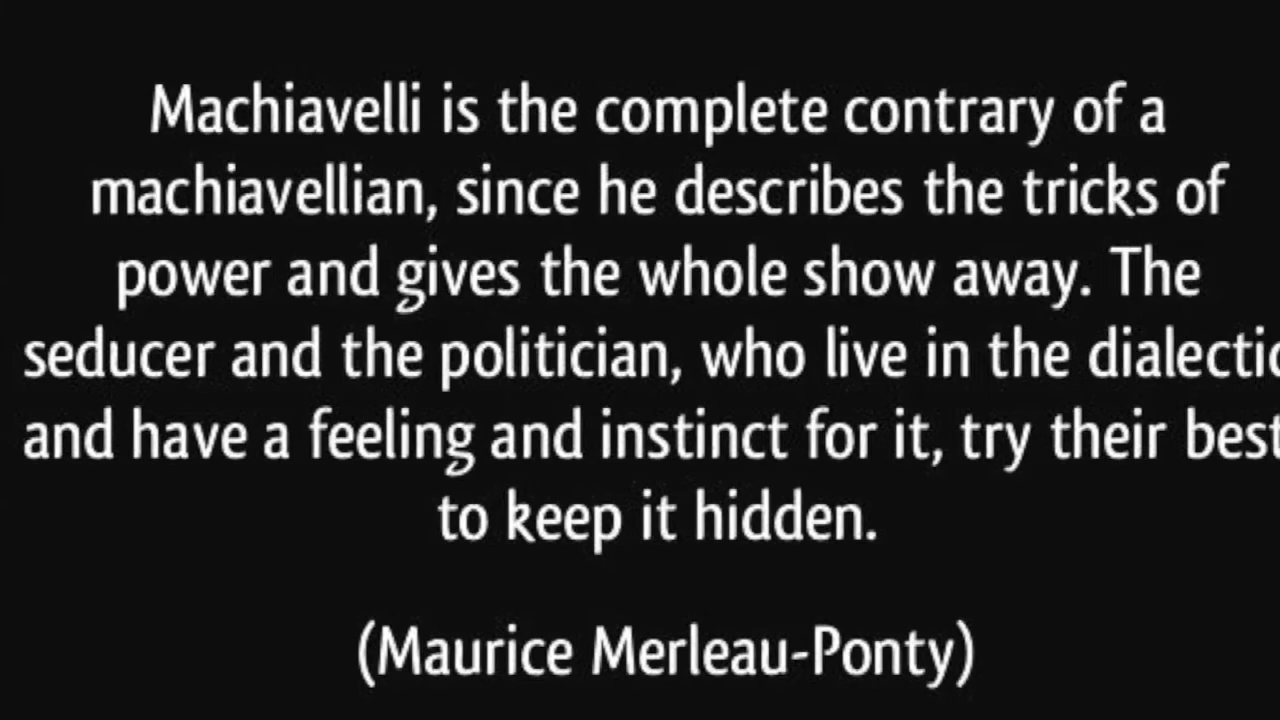 Machiavelli is the complete contrary of a
machiavellian, since he describes the tricks of
power and gives the whole show away. The
seducer and the politician, who live in the dialectic
and have a feeling and instinct for it, try their best
to keep it hidden.
(Maurice Merleau-Ponty)